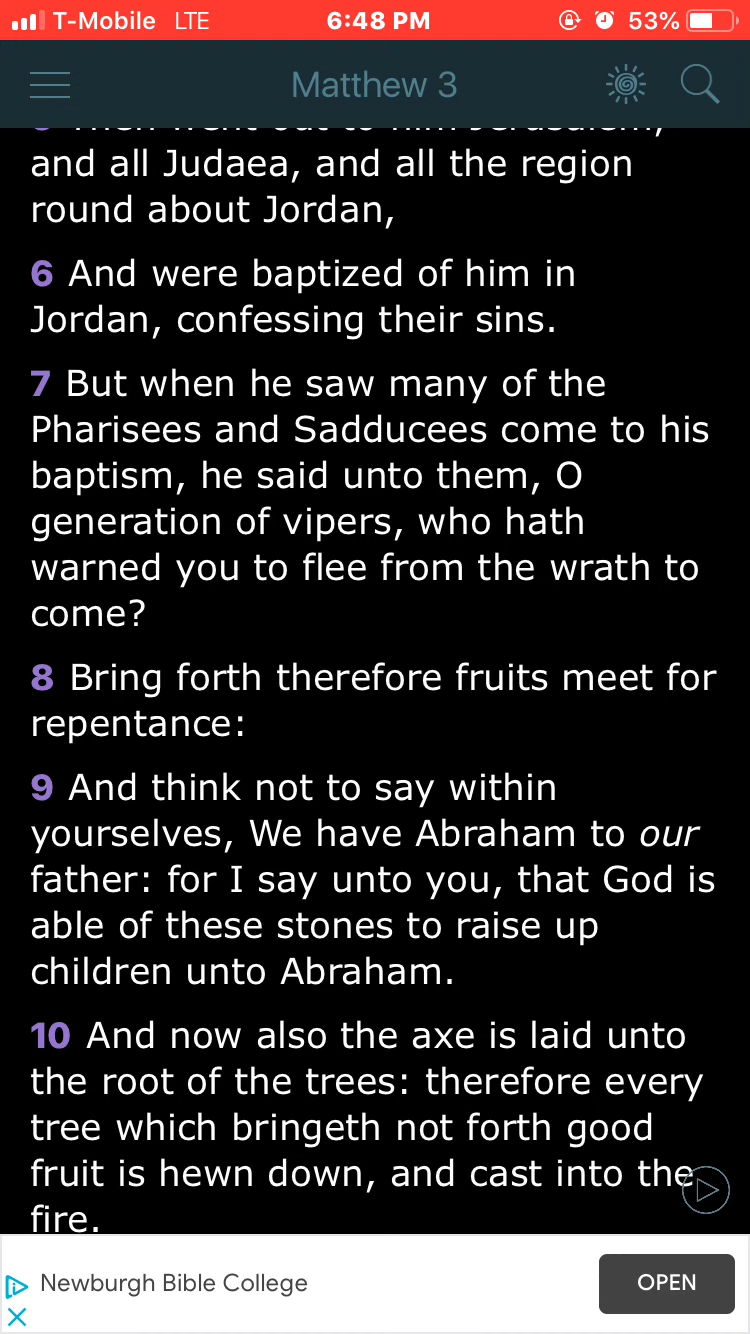 T-Mobile LTE 6:48 PM 53%
Matthew 3
and all Judaea, and all the region
round about Jordan,
6 And were baptized of him in
Jordan, confessing their sins.
7 But when he saw many of the
Pharisees and Sadducees come to his
baptism, he said unto them, O
generation of vipers, who hath
warned you to flee from the wrath to
come?
8 Bring forth therefore fruits meet for
repentance:
9 And think not to say within
yourselves, We have Abraham to our
father: for I say unto you, that God is
able of these stones to raise up
children unto Abraham.
10 And now also the axe is laid unto
the root of the trees: therefore every
tree which bringeth not forth good
fruit is hewn down, and cast into the
fire.
Newburgh Bible College
OPEN